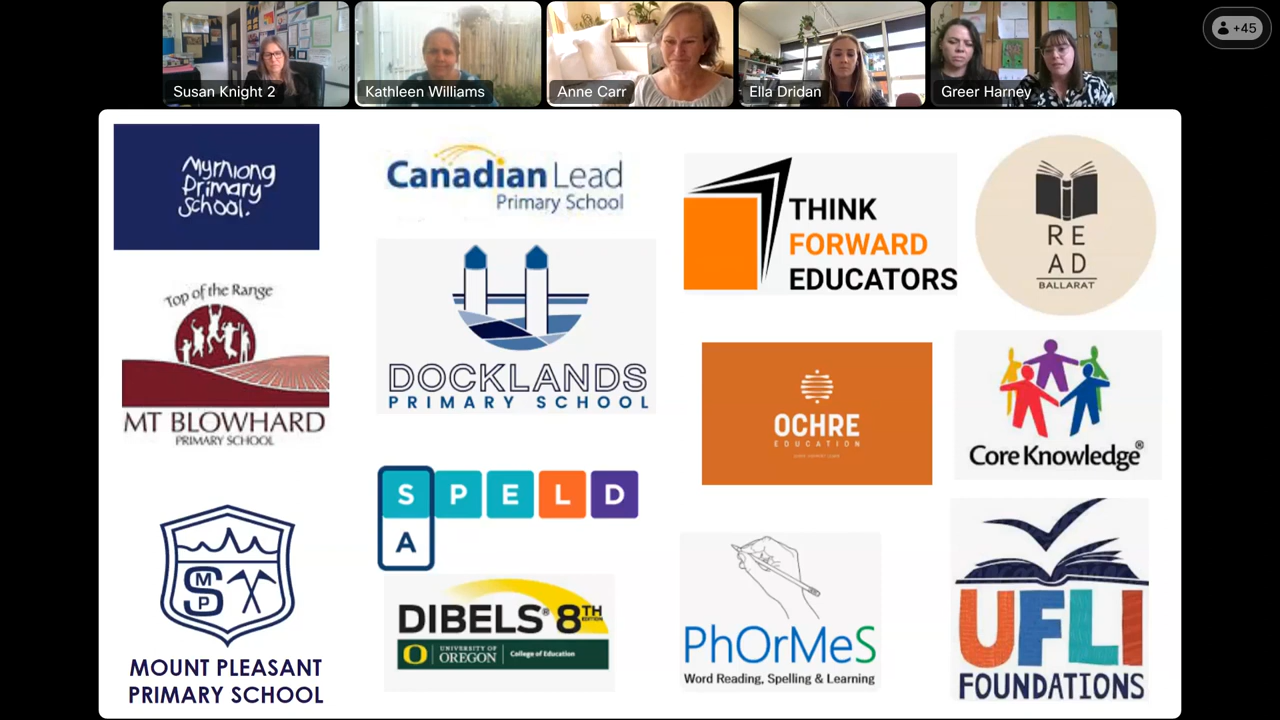 Susan Knight 2
Kathleen Williams
Anne Carr
Ella Dridan
Greer Harney
+45
Myrniong
Primary
School.
Canadian Lead
Primary School
THINK
FORWARD
EDUCATORS
RE
AD
BALLARAT
Top of the Range
MT BLOWHARD
PRIMARY SCHOOL
DOCKLANDS
PRIMARY SCHOOL
OCHRE
EDUCATION
Core Knowledge®
SPELD
A
MPS
MOUNT PLEASANT
PRIMARY SCHOOL
DIBELS® 8TH
EDITION
UNIVERSITY OF
OREGON
College of Education
PhOrMeS
Word Reading, Spelling & Learning
UFLI
FOUNDATIONS